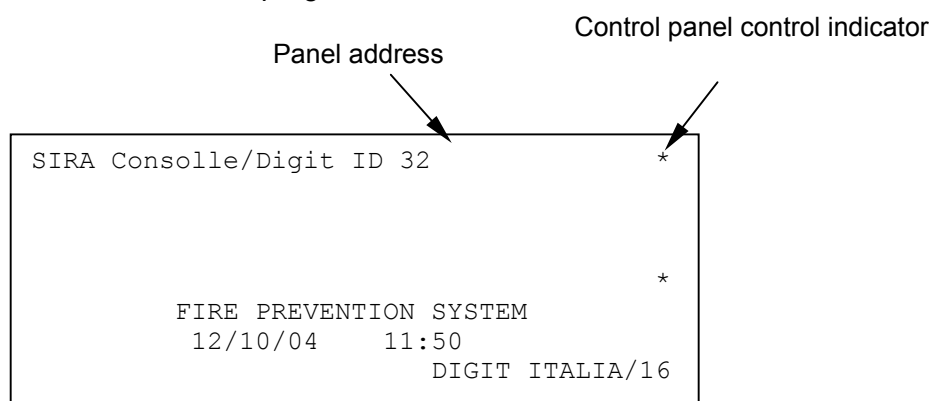 Control panel control indicator
Panel address
SIRA Consolle/Digit ID 32 *
*
FIRE PREVENTION SYSTEM
12/10/04 11:50
DIGIT ITALIA/16